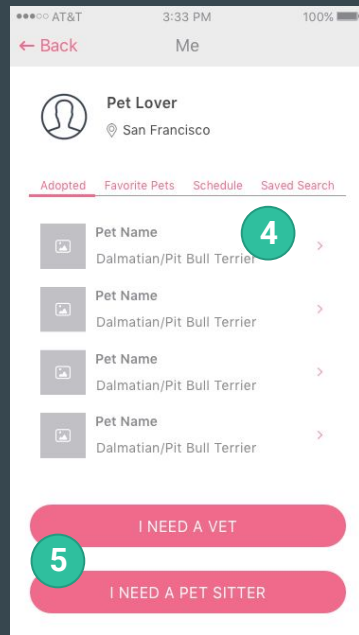 AT&T 3:33 PM 100%
← Back Me
Pet Lover
San Francisco
Adopted Favorite Pets Schedule Saved Search
4
Pet Name
Dalmatian/Pit Bull Terrier
Pet Name
Dalmatian/Pit Bull Terrier
Pet Name
Dalmatian/Pit Bull Terrier
Pet Name
Dalmatian/Pit Bull Terrier
I NEED A VET
5
I NEED A PET SITTER